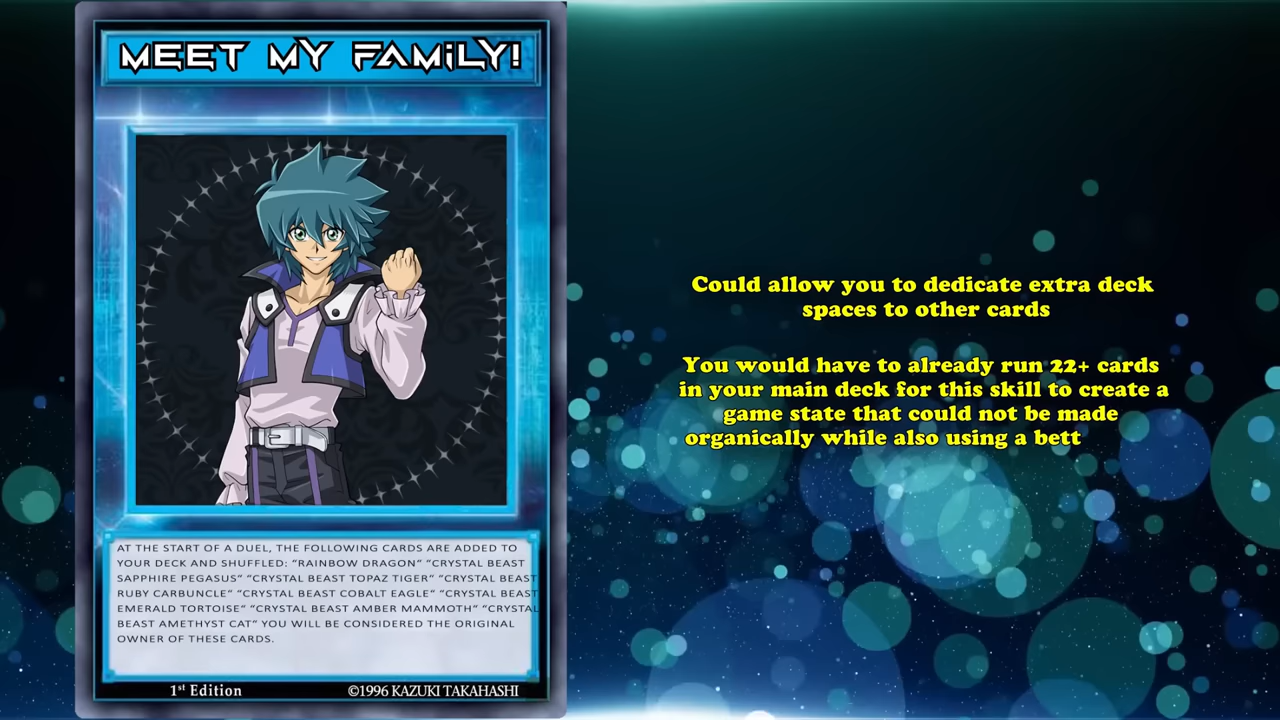 MEET MY FAMILY!
AT THE START OF A DUEL, THE FOLLOWING CARDS ARE ADDED TO
YOUR DECK AND SHUFFLED: “RAINBOW DRAGON” “CRYSTAL BEAST
SAPPHIRE PEGASUS” “CRYSTAL BEAST TOPAZ TIGER” “CRYSTAL BEAST
RUBY CARBUNCLE” “CRYSTAL BEAST COBALT EAGLE” “CRYSTAL BEAST
EMERALD TORTOISE” “CRYSTAL BEAST AMBER MAMMOTH” “CRYSTAL
BEAST AMETHYST CAT” YOU WILL BE CONSIDERED THE ORIGINAL
OWNER OF THESE CARDS.
1st Edition ©1996 KAZUKI TAKAHASHI
Could allow you to dedicate extra deck
spaces to other cards
You would have to already run 22+ cards
in your main deck for this skill to create a
game state that could not be made
organically while also using a bett